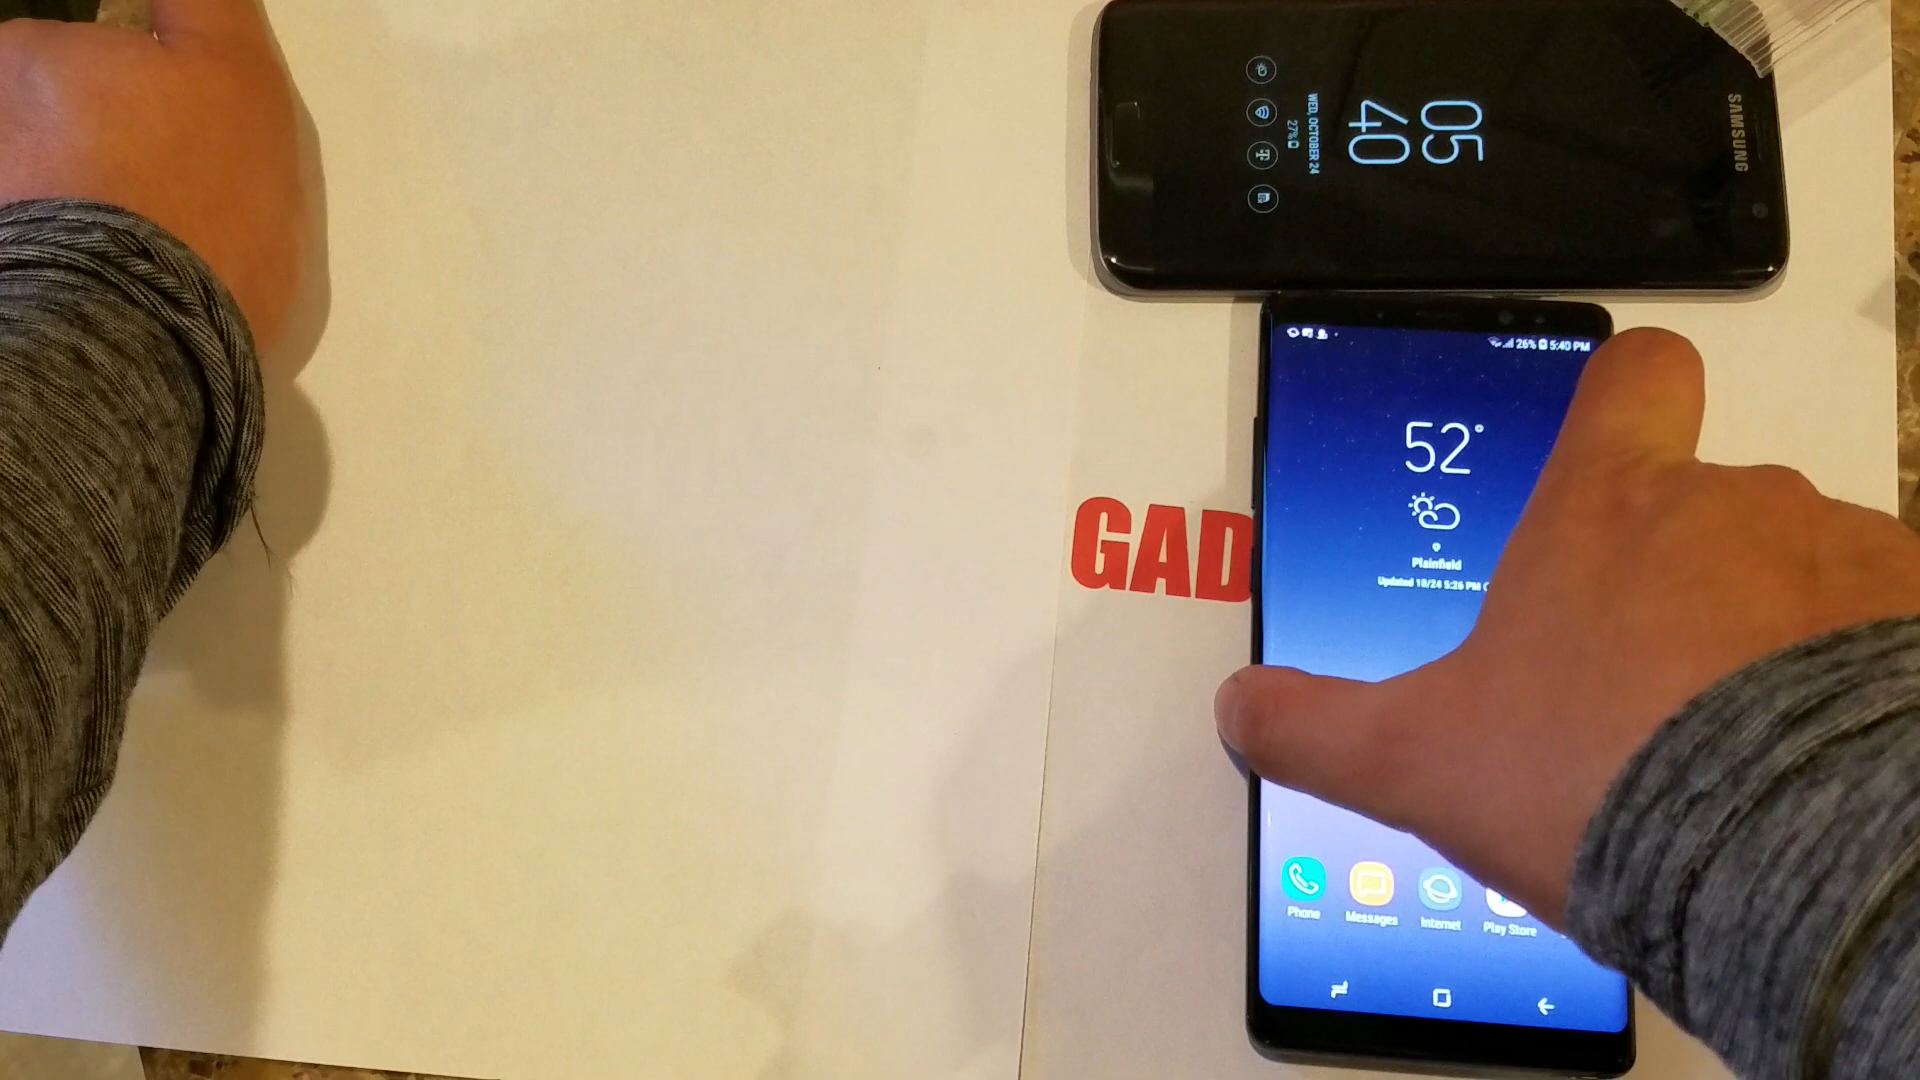 SAMSUNG
05
40
WED, OCTOBER 24
27%
26% 5:40 PM
52°
Plainfield
Updated 10/24 5:26 PM
GAD
Phone
Messages
Internet
Play Store